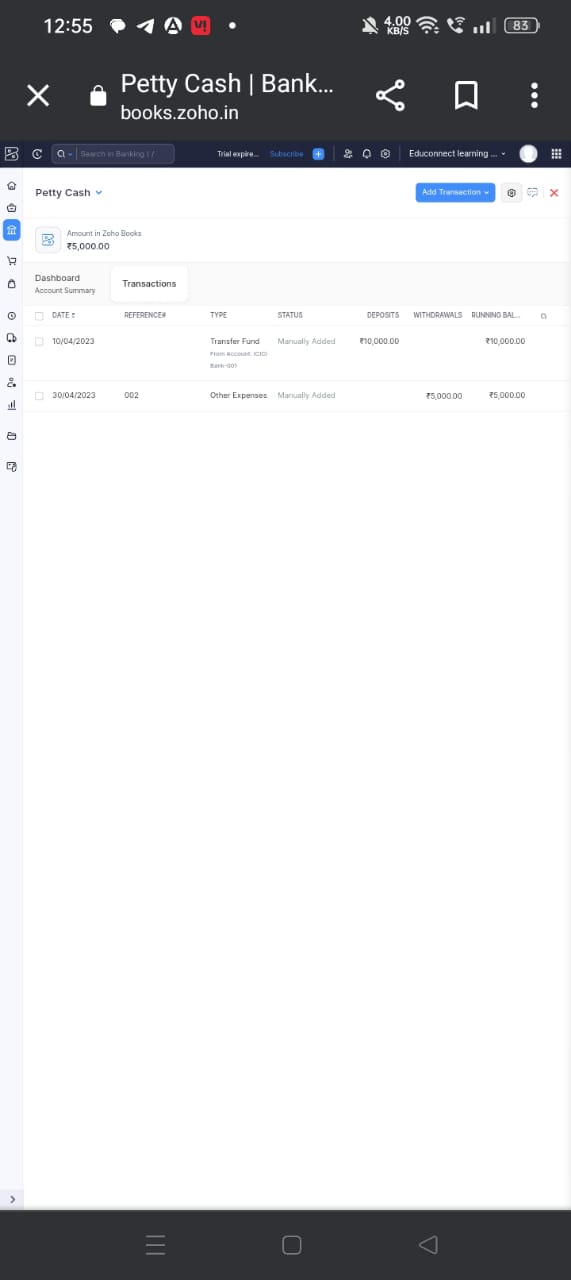 12:55
4.00
KB/S
83
Petty Cash | Bank...
books.zoho.in
Search in Banking ( /
Trial expire...
Subscribe
Educonnect learning ...
Petty Cash
Add Transaction
Amount in Zoho Books
₹5,000.00
Dashboard
Account Summary
Transactions
DATE REFERENCE# TYPE STATUS DEPOSITS WITHDRAWALS RUNNING BAL...
10/04/2023 Transfer Fund Manually Added ₹10,000.00 ₹10,000.00
From Account: ICICI
Bank-001
30/04/2023 002 Other Expenses Manually Added ₹5,000.00 ₹5,000.00